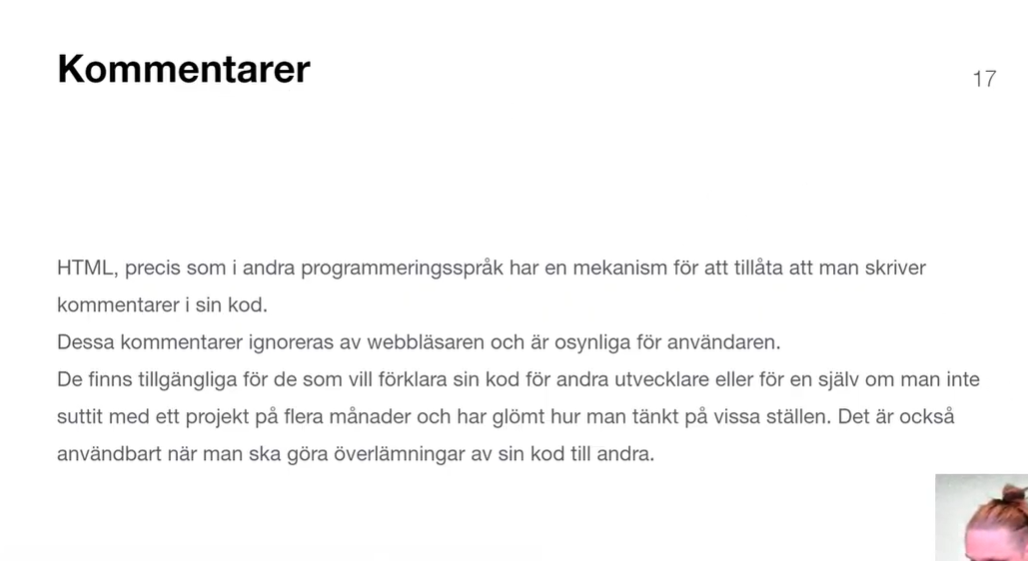 Kommentarer
17
HTML, precis som i andra programmeringsspråk har en mekanism för att tillåta att man skriver
kommentarer i sin kod.
Dessa kommentarer ignoreras av webbläsaren och är osynliga för användaren.
De finns tillgängliga för de som vill förklara sin kod för andra utvecklare eller för en själv om man inte
suttit med ett projekt på flera månader och har glömt hur man tänkt på vissa ställen. Det är också
användbart när man ska göra överlämningar av sin kod till andra.